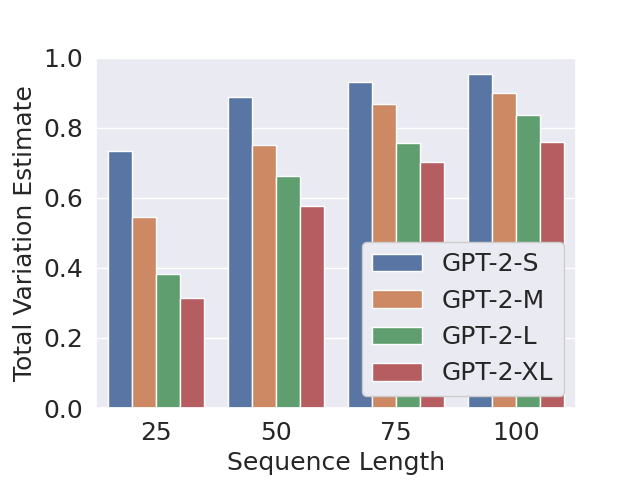 1.0
0.8
0.6
0.4
0.2
0.0
Total Variation Estimate
GPT-2-S
GPT-2-M
GPT-2-L
GPT-2-XL
25 50 75 100
Sequence Length